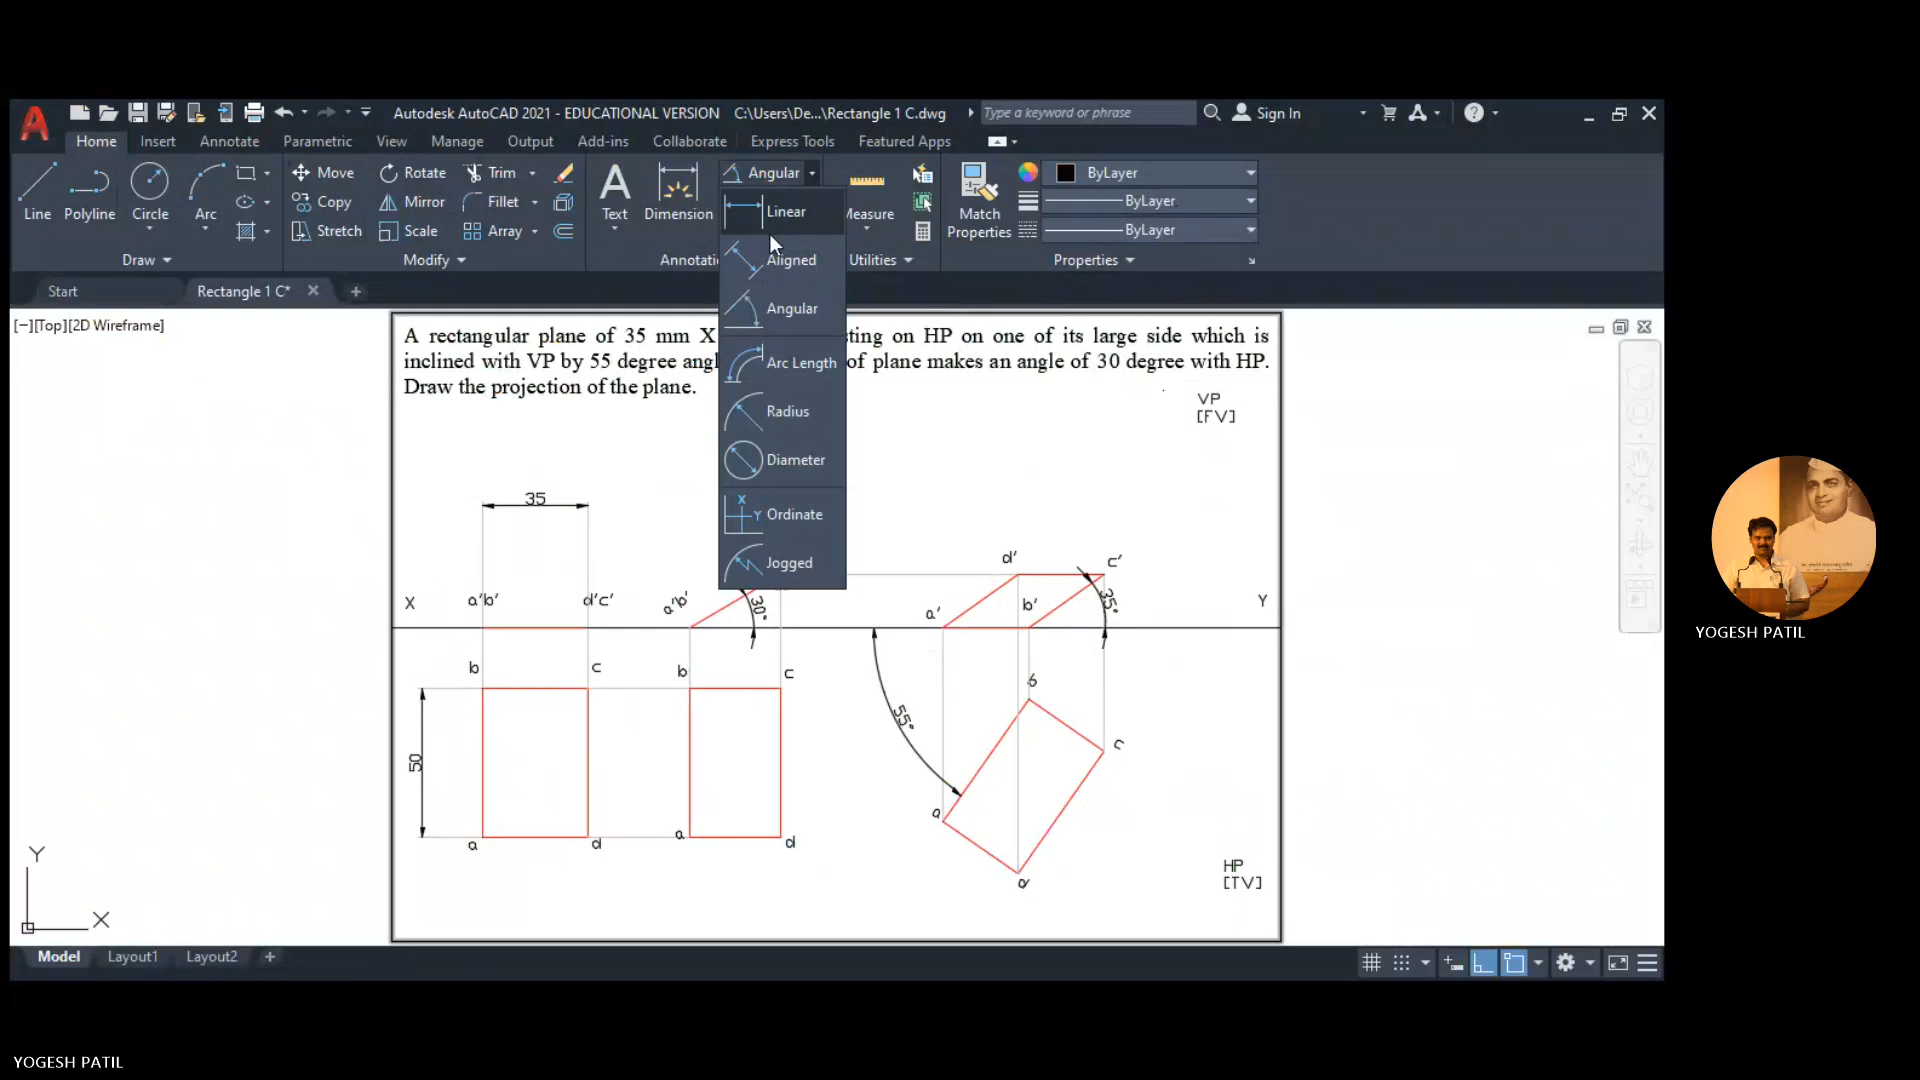 Autodesk AutoCAD 2021 - EDUCATIONAL VERSION C:\Users\De...\Rectangle 1 C.dwg
Type a keyword or phrase
Sign In
Home Insert Annotate Parametric View Manage Output Add-ins Collaborate Express Tools Featured Apps
Line
Polyline
Circle
Arc
Draw
Move Rotate Trim
Copy Mirror Fillet
Stretch Scale Array
Modify
Text
Dimension
Angular
Linear
Aligned
Angular
Arc Length
Radius
Diameter
Ordinate
Jogged
Utilities
Match
Properties
ByLayer
ByLayer
ByLayer
Properties
Start
Rectangle 1 C*
[−][Top][2D Wireframe]
A rectangular plane of 35 mm X
inclined with VP by 55 degree of plane makes an angle of 30 degree with HP.
Draw the projection of the plane.
on HP on one of its large side which is
VP
[FV]
35
X
a'b'
d'c'
a'b'
30°
a'
d'
b'
c'
35°
Y
b
c
b
c
b
c
50
55°
a
d
a
d
a
HP
[TV]
Y
X
Model Layout1 Layout2
YOGESH PATIL
YOGESH PATIL